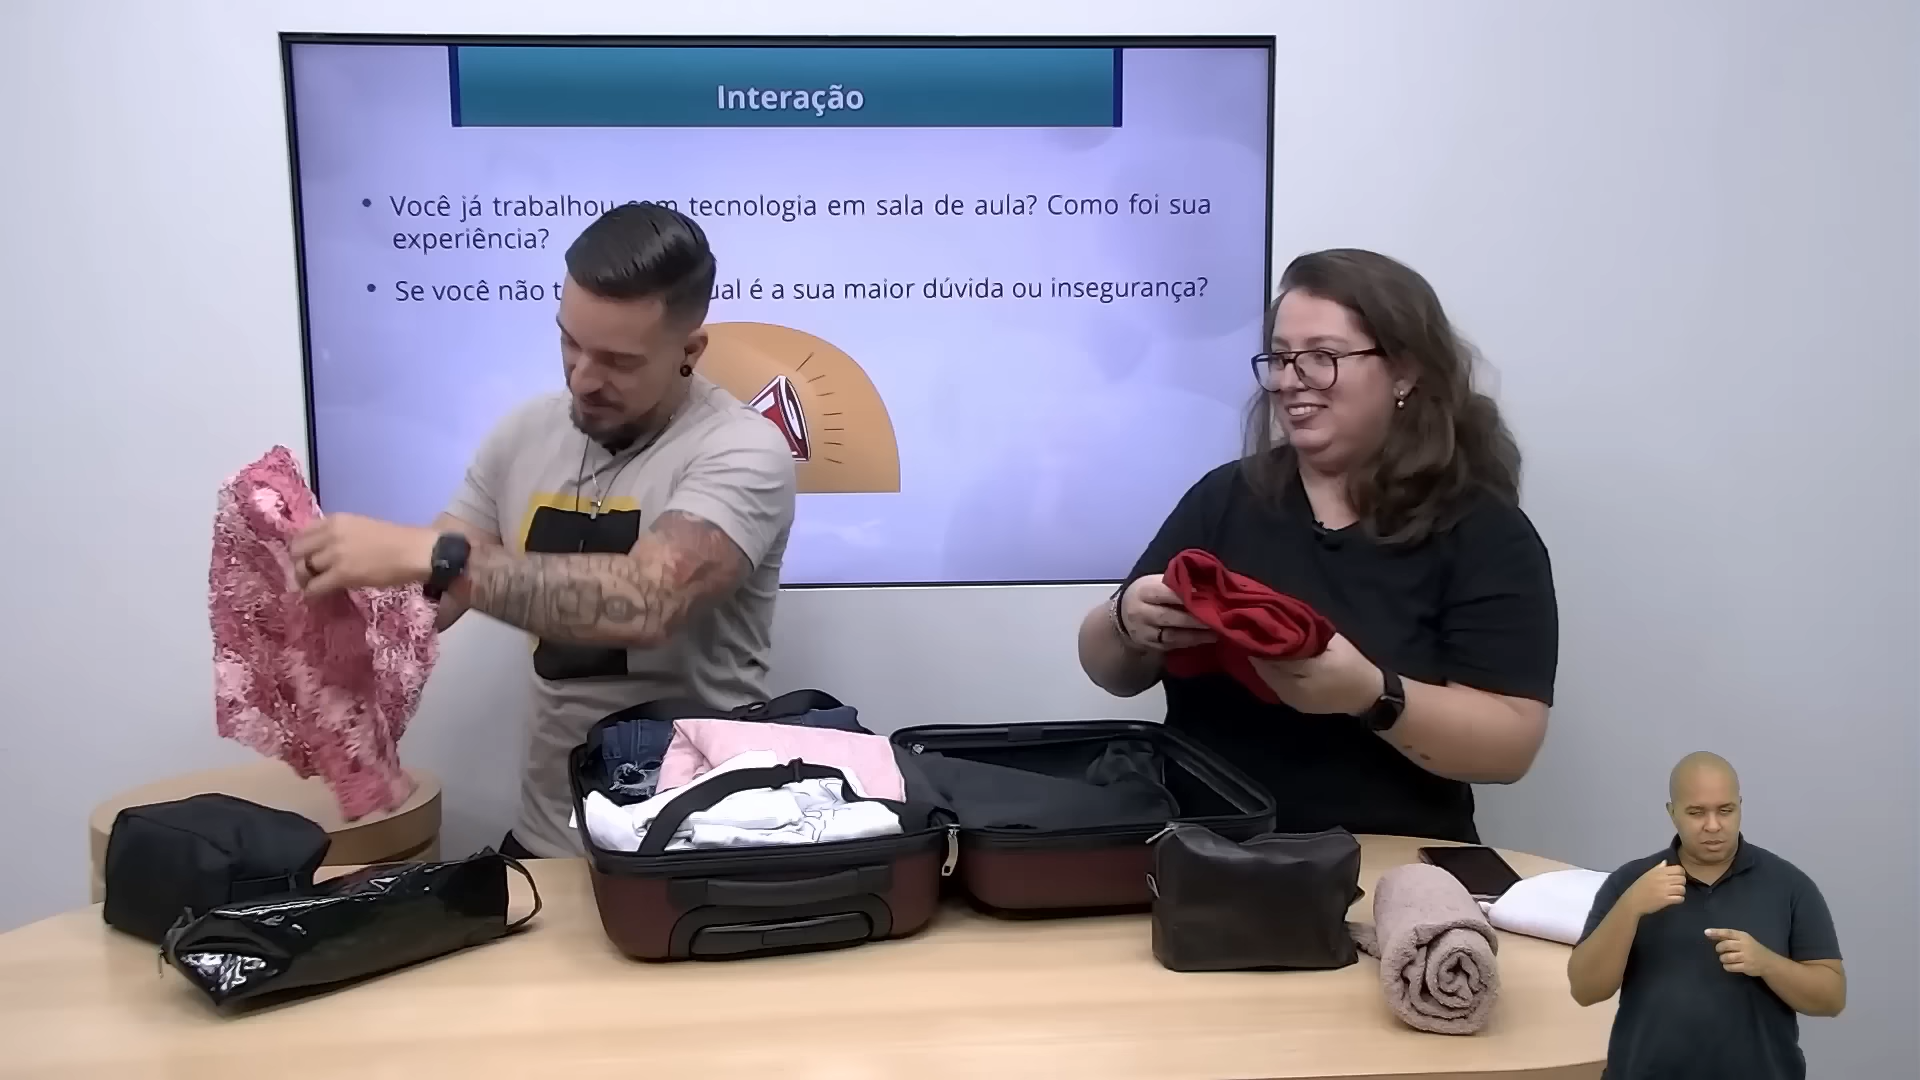 Interação
• Você já trabalhou com tecnologia em sala de aula? Como foi sua
experiência?
• Se você não é a sua maior dúvida ou insegurança?